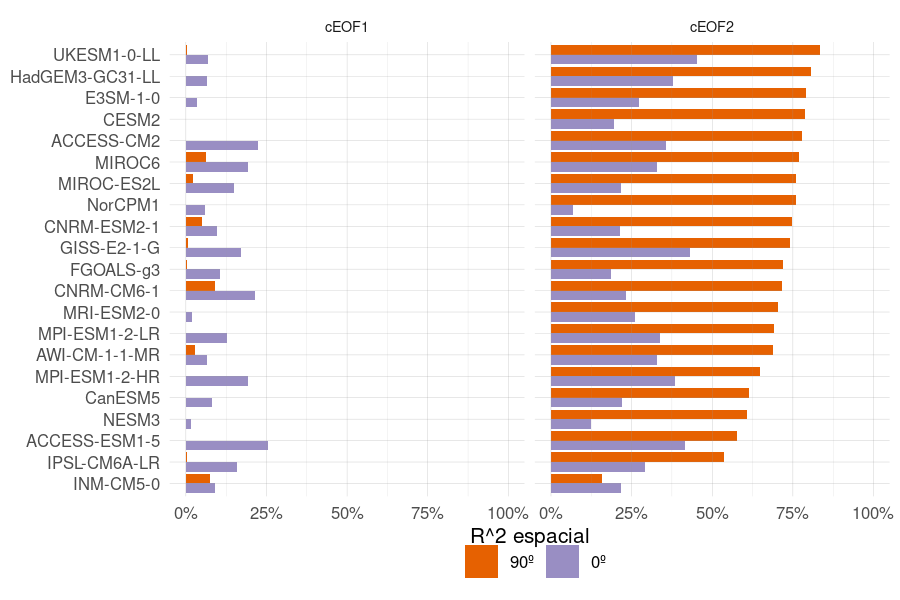 cEOF1 cEOF2
UKESM1-0-LL
HadGEM3-GC31-LL
E3SM-1-0
CESM2
ACCESS-CM2
MIROC6
MIROC-ES2L
NorCPM1
CNRM-ESM2-1
GISS-E2-1-G
FGOALS-g3
CNRM-CM6-1
MRI-ESM2-0
MPI-ESM1-2-LR
AWI-CM-1-1-MR
MPI-ESM1-2-HR
CanESM5
NESM3
ACCESS-ESM1-5
IPSL-CM6A-LR
INM-CM5-0
0% 25% 50% 75% 100% 0% 25% 50% 75% 100%
R^2 espacial
90º 0º